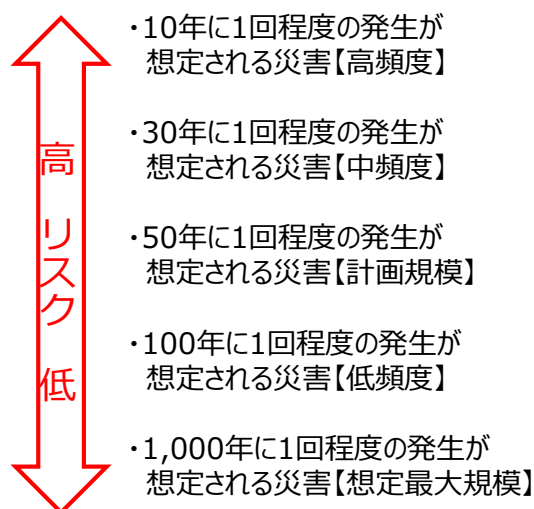 ・10年に1回程度の発生が
想定される災害【高頻度】
・30年に1回程度の発生が
想定される災害【中頻度】
・50年に1回程度の発生が
想定される災害【計画規模】
・100年に1回程度の発生が
想定される災害【低頻度】
・1,000年に1回程度の発生が
想定される災害【想定最大規模】
高 リスク 低